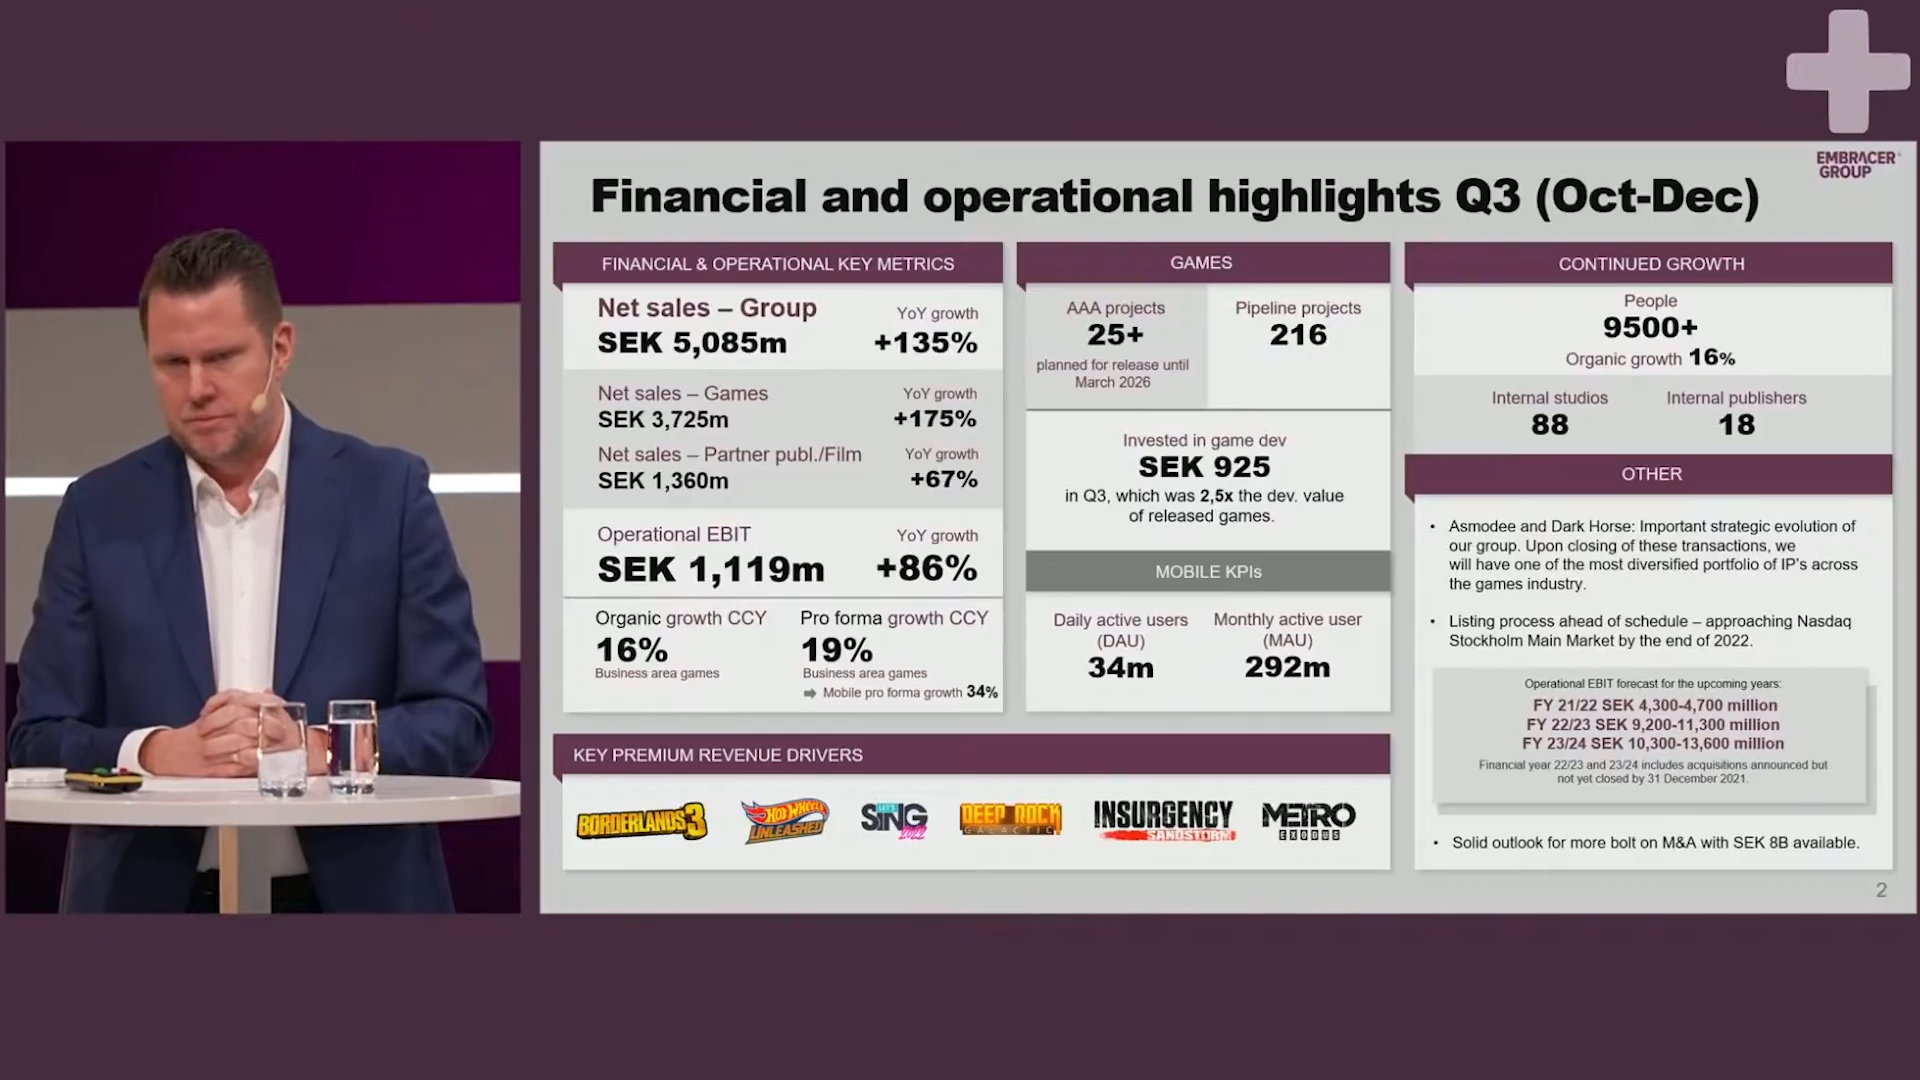 EMBRACER
GROUP
Financial and operational highlights Q3 (Oct-Dec)
FINANCIAL & OPERATIONAL KEY METRICS
Net sales – Group
YoY growth
SEK 5,085m
+135%
Net sales – Games
YoY growth
SEK 3,725m
+175%
Net sales – Partner publ./Film
YoY growth
SEK 1,360m
+67%
Operational EBIT
YoY growth
SEK 1,119m
+86%
Organic growth CCY
16%
Business area games
Pro forma growth CCY
19%
Business area games
Mobile pro forma growth 34%
GAMES
AAA projects
25+
planned for release until
March 2026
Pipeline projects
216
Invested in game dev
SEK 925
in Q3, which was 2,5x the dev. value
of released games.
MOBILE KPIs
Daily active users
(DAU)
34m
Monthly active user
(MAU)
292m
CONTINUED GROWTH
People
9500+
Organic growth 16%
Internal studios
88
Internal publishers
18
OTHER
• Asmodee and Dark Horse: Important strategic evolution of
our group. Upon closing of these transactions, we
will have one of the most diversified portfolio of IP's across
the games industry.
• Listing process ahead of schedule – approaching Nasdaq
Stockholm Main Market by the end of 2022.
Operational EBIT forecast for the upcoming years:
FY 21/22 SEK 4,300-4,700 million
FY 22/23 SEK 9,200-11,300 million
FY 23/24 SEK 10,300-13,600 million
Financial year 22/23 and 23/24 includes acquisitions announced but
not yet closed by 31 December 2021.
• Solid outlook for more bolt on M&A with SEK 8B available.
KEY PREMIUM REVENUE DRIVERS
BORDERLANDS 3
HOT WHEELS
UNLEASHED
LET'S
SING
2022
DEEP ROCK
GALACTIC
INSURGENCY
SANDSTORM
METRO
EXODUS
2